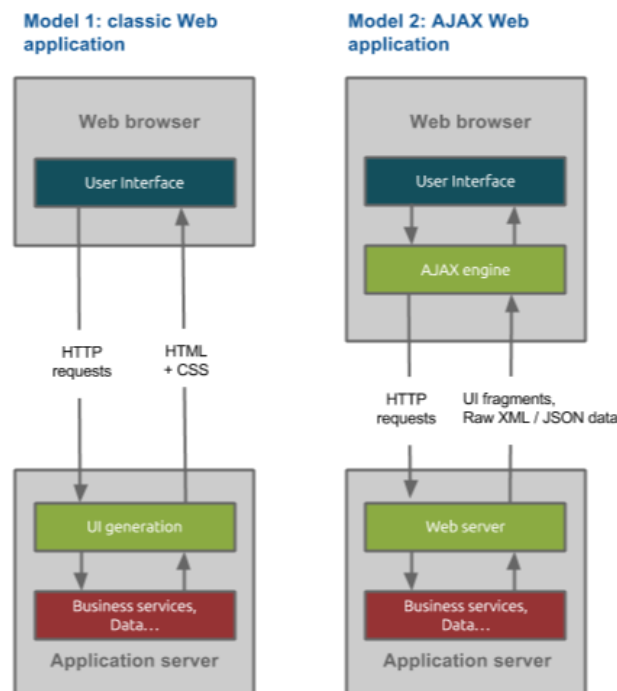 Model 1: classic Web
application
Web browser
User Interface
HTTP
requests
HTML
+ CSS
UI generation
Business services,
Data...
Application server
Model 2: AJAX Web
application
Web browser
User Interface
AJAX engine
HTTP
requests
UI fragments,
Raw XML / JSON data
Web server
Business services,
Data...
Application server